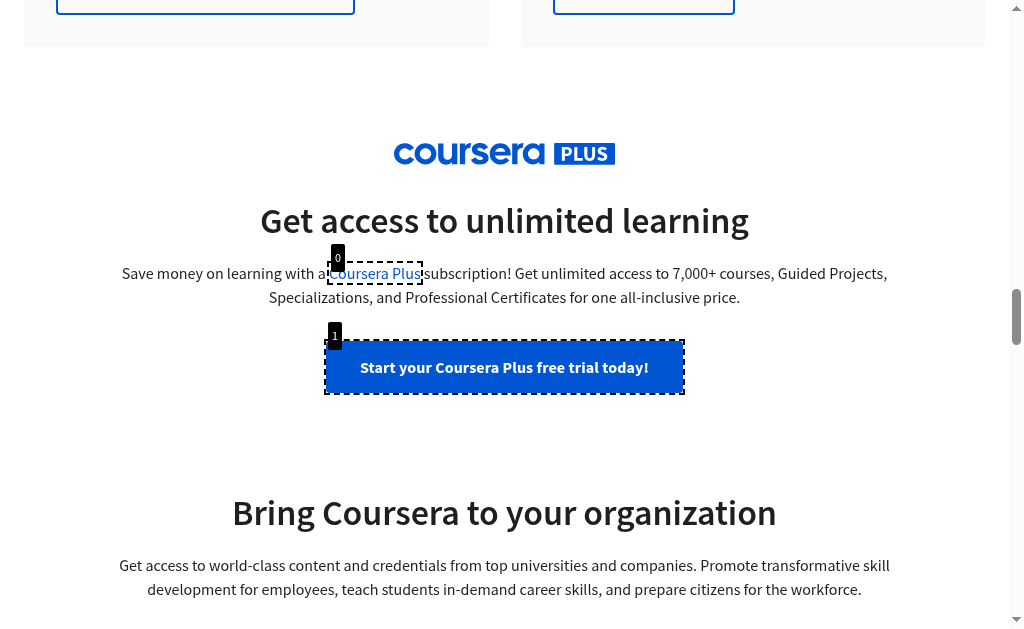 coursera PLUS
Get access to unlimited learning
0
Save money on learning with a Coursera Plus subscription! Get unlimited access to 7,000+ courses, Guided Projects,
Specializations, and Professional Certificates for one all-inclusive price.
1
Start your Coursera Plus free trial today!
Bring Coursera to your organization
Get access to world-class content and credentials from top universities and companies. Promote transformative skill
development for employees, teach students in-demand career skills, and prepare citizens for the workforce.